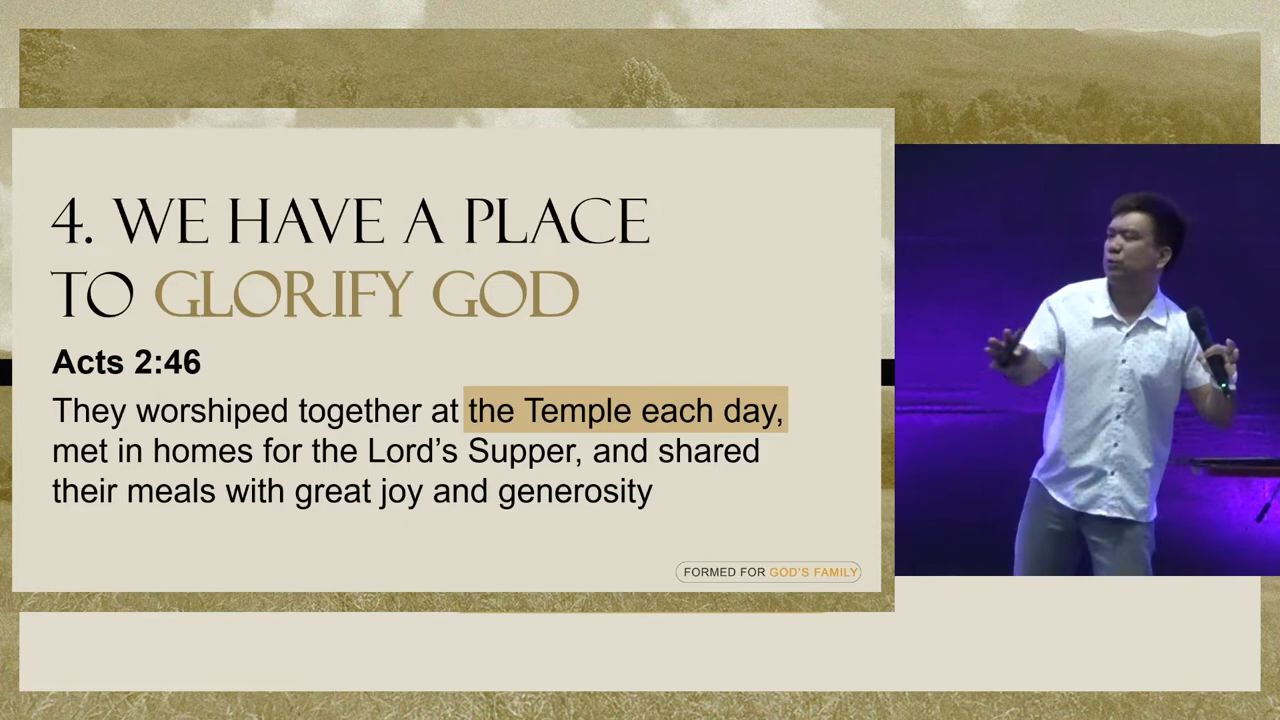 4. WE HAVE A PLACE
TO GLORIFY GOD
Acts 2:46
They worshiped together at the Temple each day,
met in homes for the Lord’s Supper, and shared
their meals with great joy and generosity
FORMED FOR GOD'S FAMILY